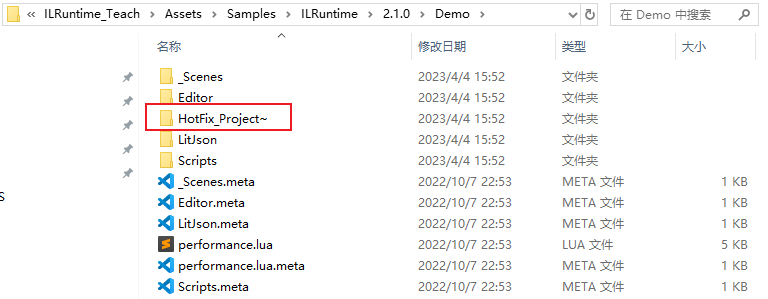 « ILRuntime_Teach > Assets > Samples > ILRuntime > 2.1.0 > Demo > 在 Demo 中搜索
名称 修改日期 类型 大小
_Scenes 2023/4/4 15:52 文件夹
Editor 2023/4/4 15:52 文件夹
HotFix_Project~ 2023/4/4 15:52 文件夹
LitJson 2023/4/4 15:52 文件夹
Scripts 2023/4/4 15:52 文件夹
_Scenes.meta 2022/10/7 22:53 META 文件 1 KB
Editor.meta 2022/10/7 22:53 META 文件 1 KB
LitJson.meta 2022/10/7 22:53 META 文件 1 KB
performance.lua 2022/10/7 22:53 LUA 文件 5 KB
performance.lua.meta 2022/10/7 22:53 META 文件 1 KB
Scripts.meta 2022/10/7 22:53 META 文件 1 KB